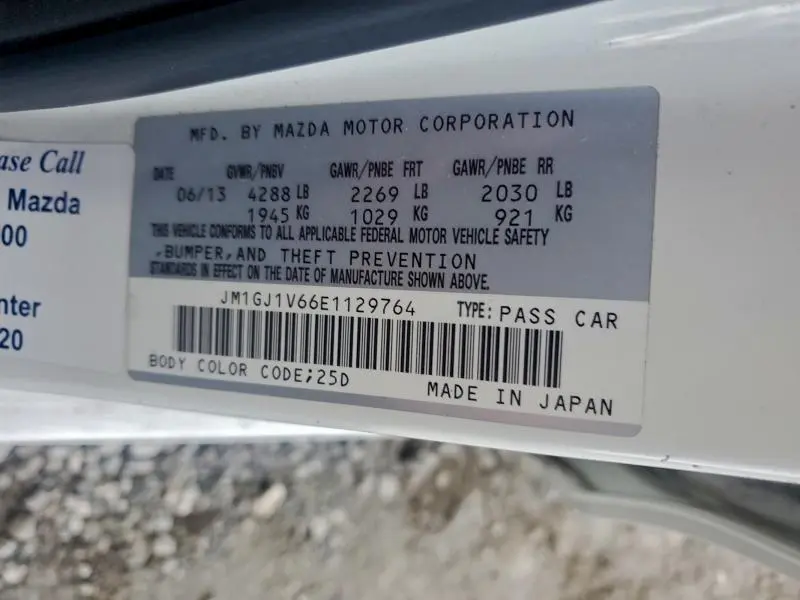 MFD. BY MAZDA MOTOR CORPORATION
DATE GVWR/PNBV GAWR/PNBE FRT GAWR/PNBE RR
06/13 4288 LB 2269 LB 2030 LB
1945 KG 1029 KG 921 KG
THIS VEHICLE CONFORMS TO ALL APPLICABLE FEDERAL MOTOR VEHICLE SAFETY
,BUMPER,AND THEFT PREVENTION
STANDARDS IN EFFECT ON THE DATE OF MANUFACTURE SHOWN ABOVE.
JM1GJ1V66E1129764 TYPE: PASS CAR
BODY COLOR CODE;25D
MADE IN JAPAN
ase Call
Mazda
00
nter
20